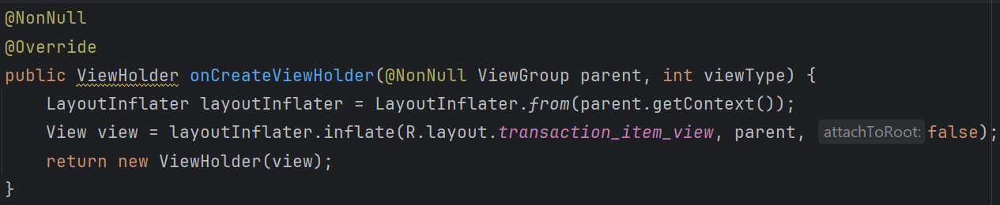 @NonNull
@Override
public ViewHolder onCreateViewHolder(@NonNull ViewGroup parent, int viewType) {
    LayoutInflater layoutInflater = LayoutInflater.from(parent.getContext());
    View view = layoutInflater.inflate(R.layout.transaction_item_view, parent, attachToRoot: false);
    return new ViewHolder(view);
}